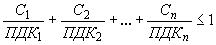 C₁/ПДК₁ + C₂/ПДК₂ + ... + Cₙ/ПДКₙ ≤ 1